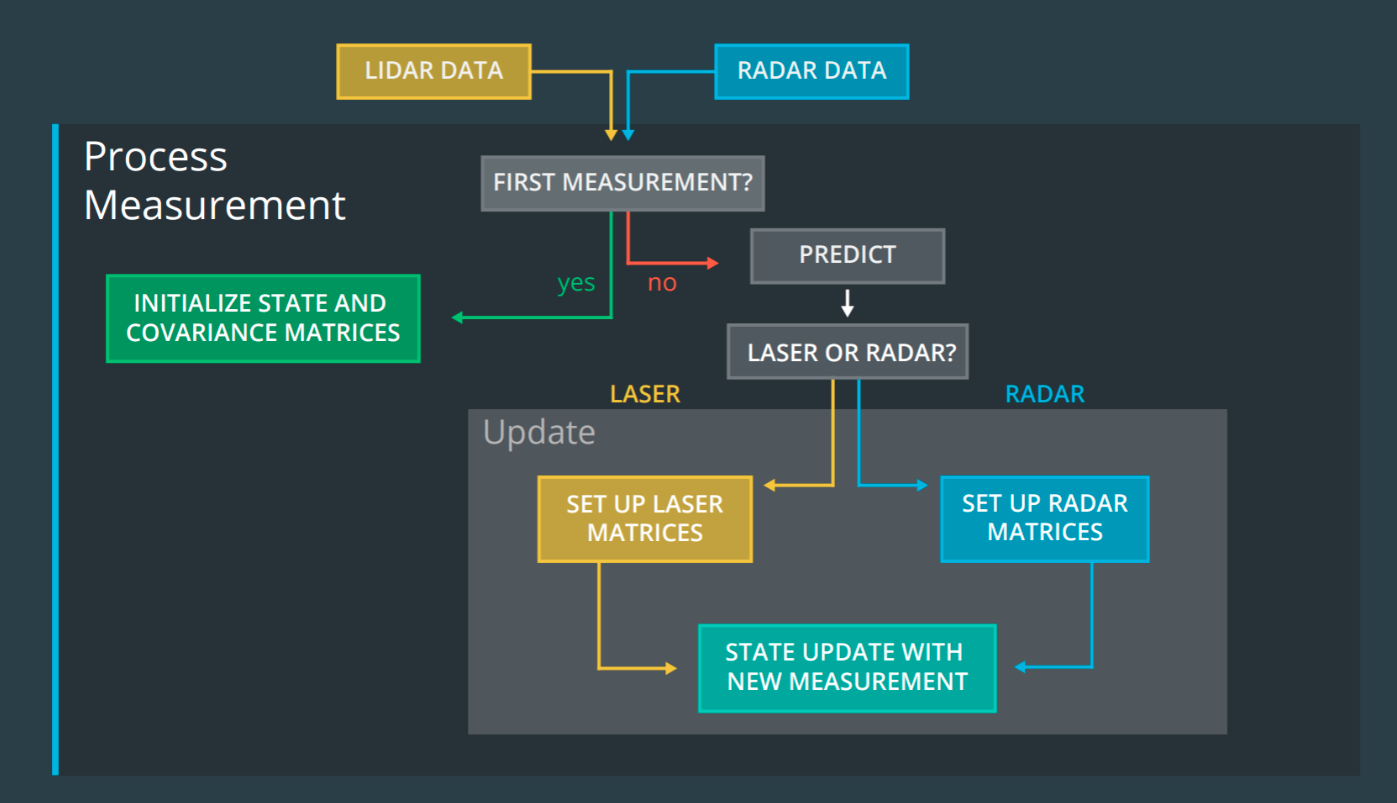 LIDAR DATA
RADAR DATA
Process
Measurement
FIRST MEASUREMENT?
yes
no
INITIALIZE STATE AND
COVARIANCE MATRICES
PREDICT
LASER OR RADAR?
LASER
RADAR
Update
SET UP LASER
MATRICES
SET UP RADAR
MATRICES
STATE UPDATE WITH
NEW MEASUREMENT